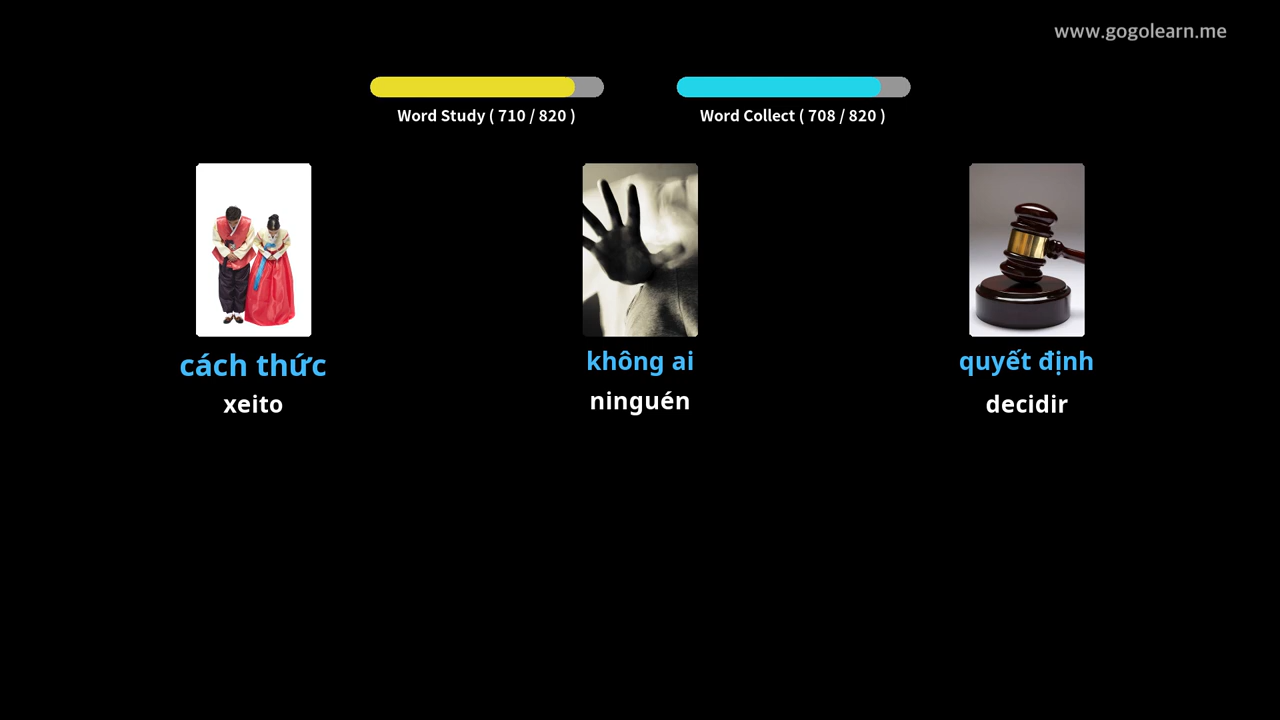 www.gogolearn.me
Word Study ( 710 / 820 )
Word Collect ( 708 / 820 )
cách thức
xeito
không ai
ninguén
quyết định
decidir